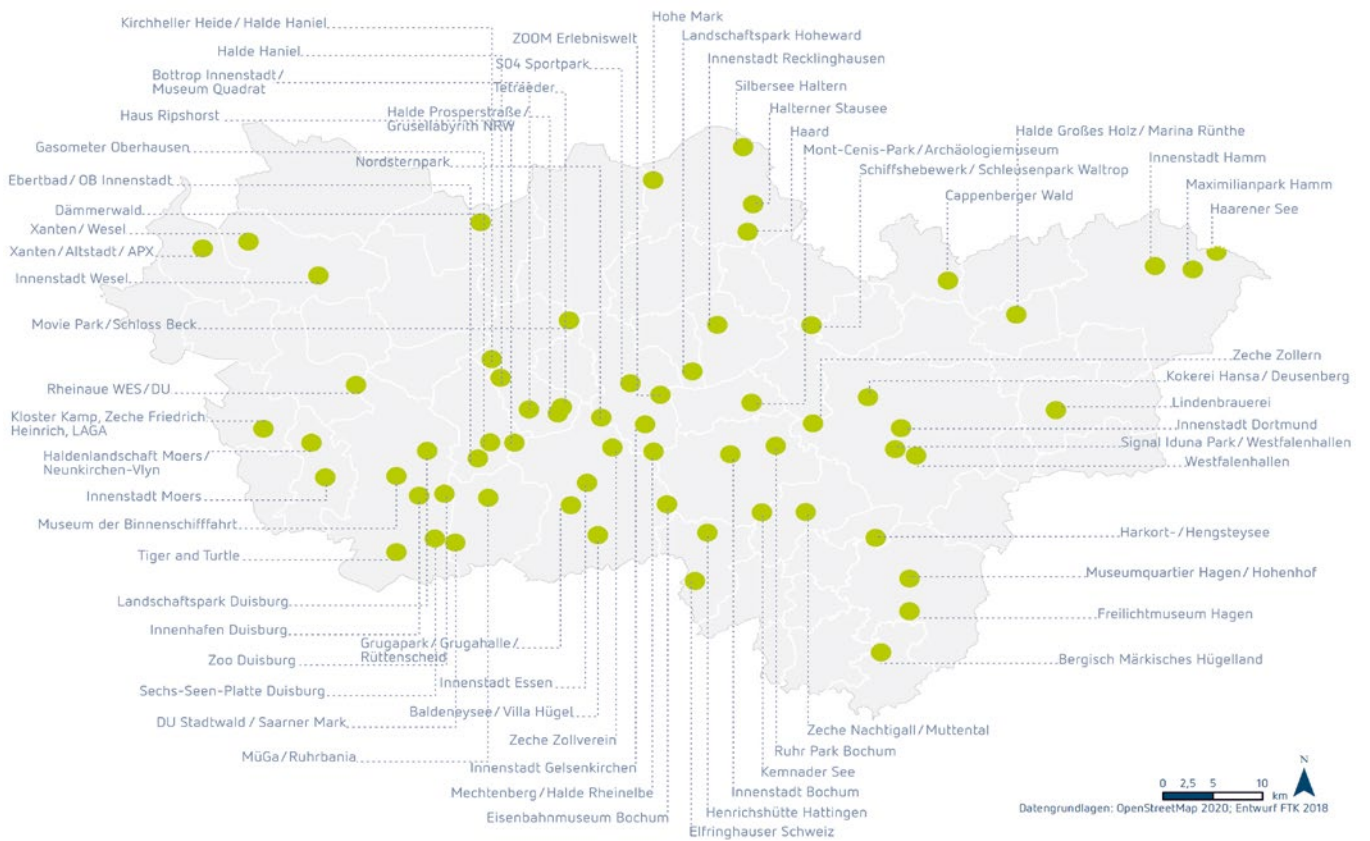 Kirchheller Heide / Halde Haniel
Halde Haniel
Bottrop Innenstadt /
Museum Quadrat
Haus Ripshorst
Gasometer Oberhausen
Ebertbad / OB Innenstadt
Dämmerwald
Xanten / Wesel
Xanten / Altstadt / APX
Innenstadt Wesel
Movie Park / Schloss Beck
Rheinaue WES / DU
Kloster Kamp, Zeche Friedrich
Heinrich, LAGA
Haldenlandschaft Moers /
Neunkirchen-Vlyn
Innenstadt Moers
Museum der Binnenschifffahrt
Tiger and Turtle
Landschaftspark Duisburg
Innenhafen Duisburg
Zoo Duisburg
Sechs-Seen-Platte Duisburg
DU Stadtwald / Saarner Mark
MüGa / Ruhrbania
Hohe Mark
ZOOM Erlebniswelt
S04 Sportpark
Tetraeder
Halde Prosperstraße /
Grusellabyrith NRW
Nordsternpark
Landschaftspark Hoheward
Innenstadt Recklinghausen
Silbersee Haltern
Halterner Stausee
Haard
Mont-Cenis-Park / Archäologiemuseum
Schiffshebewerk / Schleusenpark Waltrop
Cappenberger Wald
Halde Großes Holz / Marina Rünthe
Innenstadt Hamm
Maximilianpark Hamm
Haarener See
Zeche Zollern
Kokerei Hansa / Deusenberg
Lindenbrauerei
Innenstadt Dortmund
Signal Iduna Park / Westfalenhallen
Westfalenhallen
Harkort- / Hengsteysee
Museumquartier Hagen / Hohenhof
Freilichtmuseum Hagen
Bergisch Märkisches Hügelland
Grugapark / Grugahalle /
Rüttenscheid
Innenstadt Essen
Baldeneysee / Villa Hügel
Zeche Zollverein
Innenstadt Gelsenkirchen
Mechtenberg / Halde Rheinelbe
Eisenbahnmuseum Bochum
Zeche Nachtigall / Muttental
Ruhr Park Bochum
Kemnader See
Innenstadt Bochum
Henrichshütte Hattingen
Elfringhauser Schweiz
N
0 2,5 5 10
km
Datengrundlagen: OpenStreetMap 2020; Entwurf FTK 2018